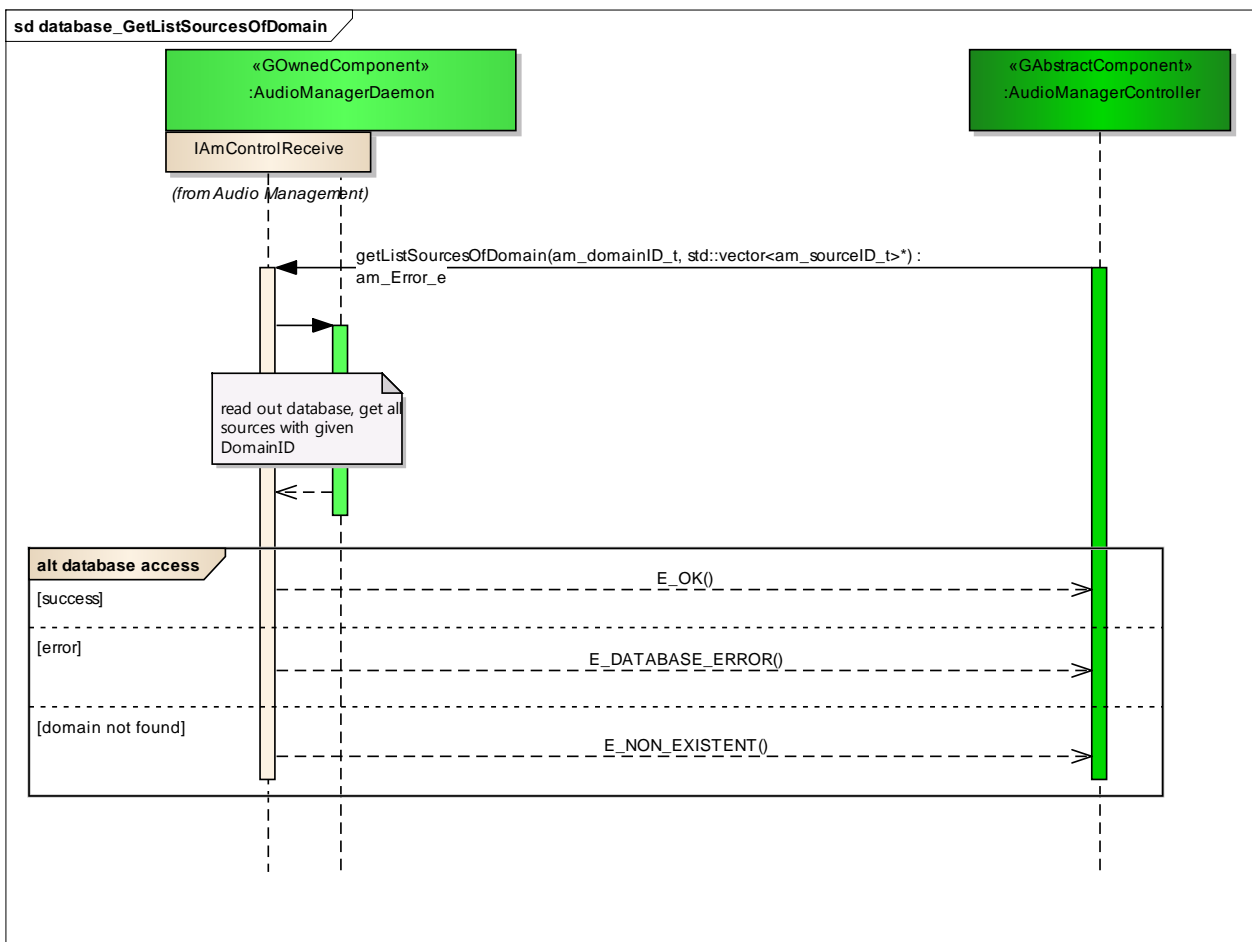 sd database_GetListSourcesOfDomain
«GOwnedComponent»
:AudioManagerDaemon
«GAbstractComponent»
:AudioManagerController
IAmControlReceive
(from Audio Management)
getListSourcesOfDomain(am_domainID_t, std::vector<am_sourceID_t>*) :
am_Error_e
read out database, get all
sources with given
DomainID
alt database access
E_OK()
[success]
[error]
E_DATABASE_ERROR()
[domain not found]
E_NON_EXISTENT()